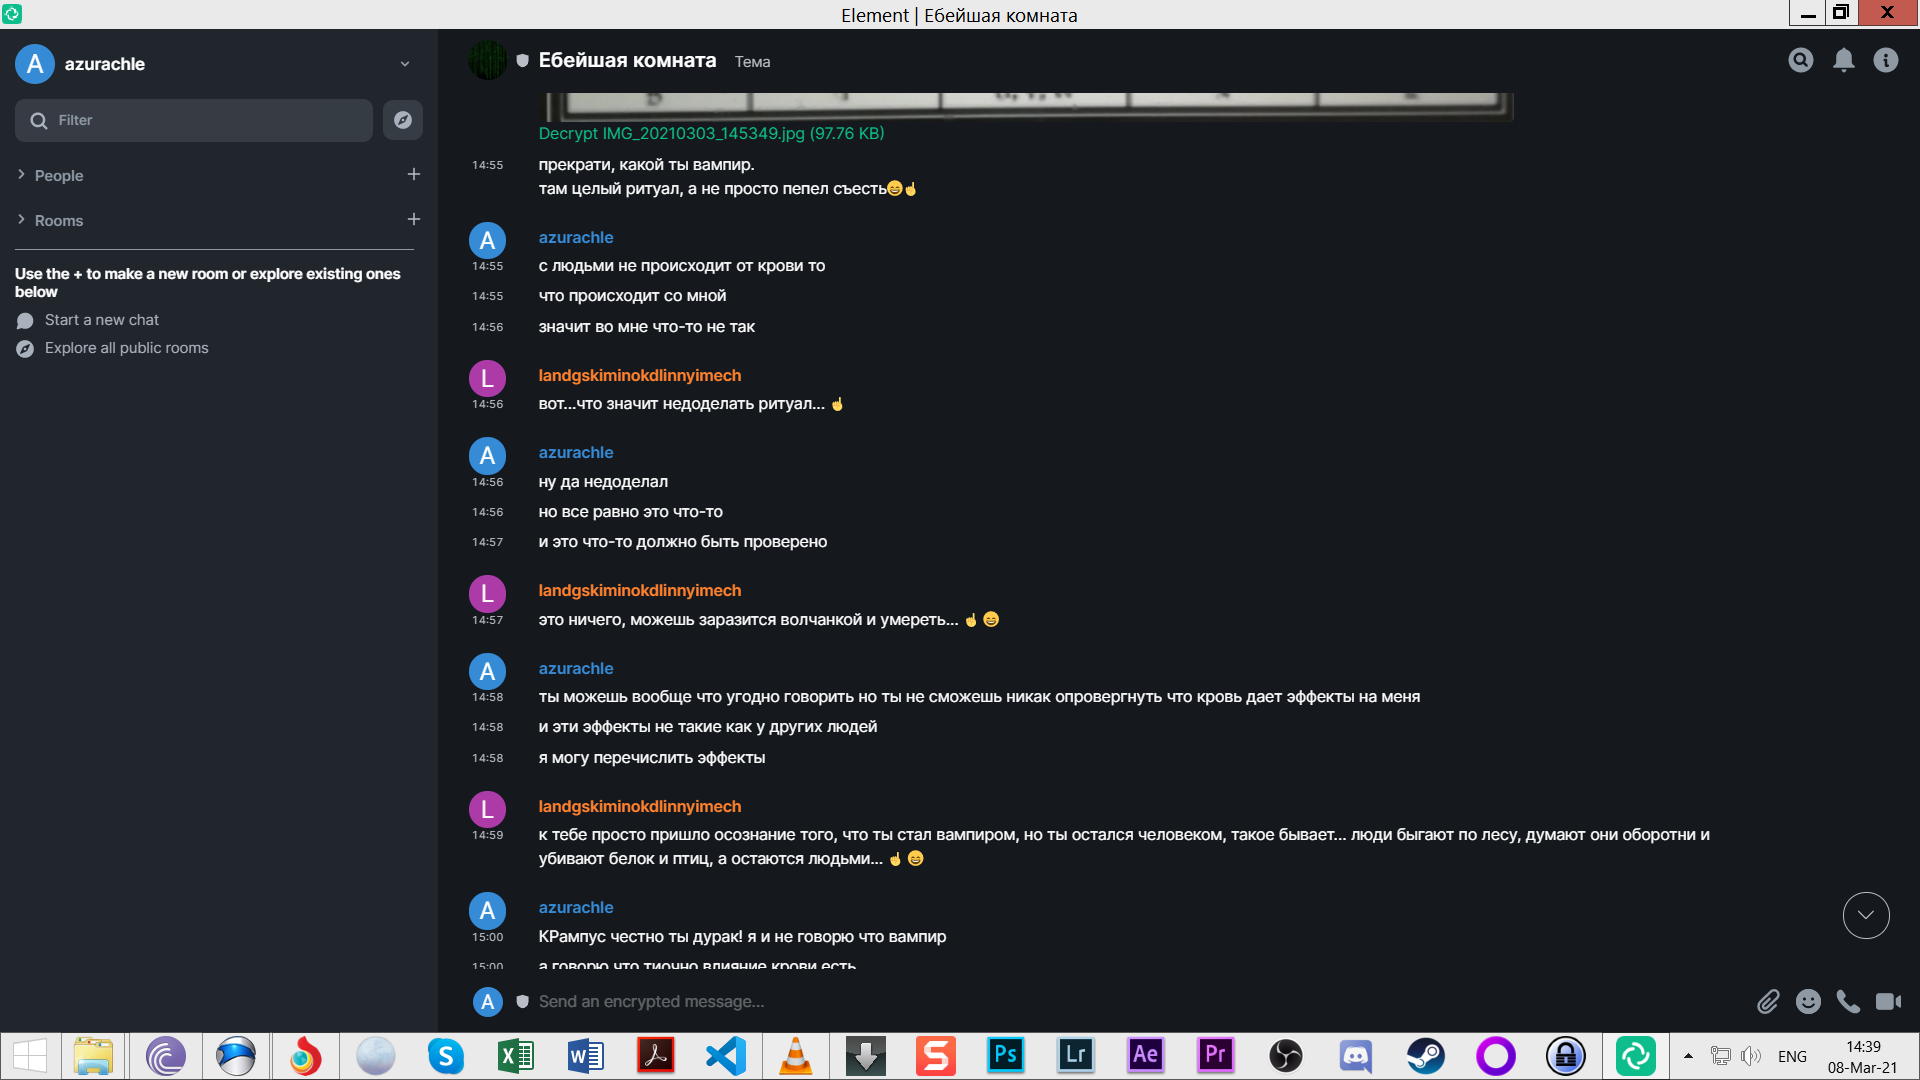 Element | Ебейшая комната
A azurachle
Filter
People
Rooms
Use the + to make a new room or explore existing ones
below
Start a new chat
Explore all public rooms
Ебейшая комната Тема
Decrypt IMG_20210303_145349.jpg (97.76 KB)
14:55 прекрати, какой ты вампир.
там целый ритуал, а не просто пепел съесть😄☝
A azurachle
14:55 с людьми не происходит от крови то
14:55 что происходит со мной
14:56 значит во мне что-то не так
L landgskiminokdlinnyimech
14:56 вот...что значит недоделать ритуал... ☝
A azurachle
14:56 ну да недоделал
14:56 но все равно это что-то
14:57 и это что-то должно быть проверено
L landgskiminokdlinnyimech
14:57 это ничего, можешь заразится волчанкой и умереть... ☝ 😄
A azurachle
14:58 ты можешь вообще что угодно говорить но ты не сможешь никак опровергнуть что кровь дает эффекты на меня
14:58 и эти эффекты не такие как у других людей
14:58 я могу перечислить эффекты
L landgskiminokdlinnyimech
14:59 к тебе просто пришло осознание того, что ты стал вампиром, но ты остался человеком, такое бывает... люди быгают по лесу, думают они оборотни и
убивают белок и птиц, а остаются людьми... ☝ 😄
A azurachle
15:00 КРампус честно ты дурак! я и не говорю что вампир
15:00 а говорю что тиочно влияние крови есть
A Send an encrypted message...
S X W S Ps Lr Ae Pr
ENG
14:39
08-Mar-21